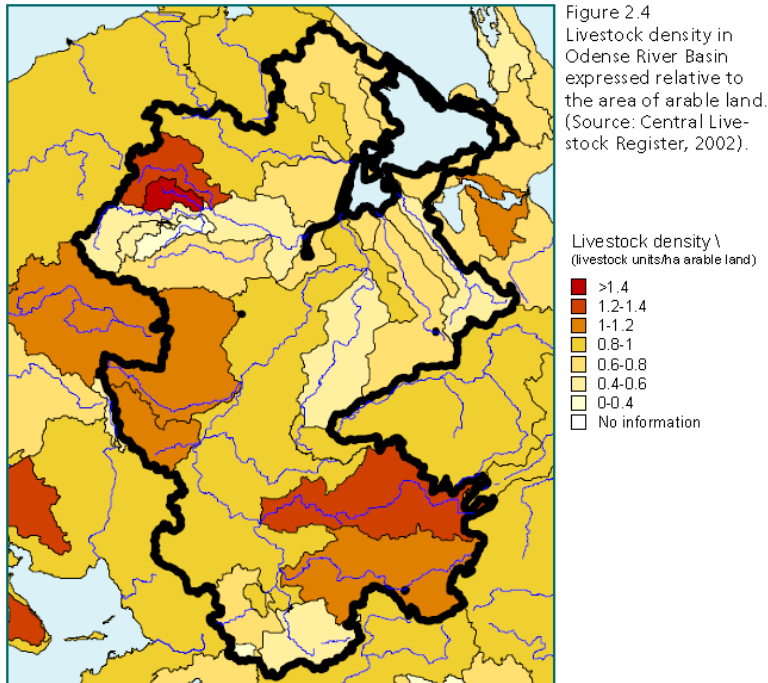 Figure 2.4
Livestock density in
Odense River Basin
expressed relative to
the area of arable land.
(Source: Central Live-
stock Register, 2002).
Livestock density \
(livestock units/ha arable land)
>1.4
1.2-1.4
1-1.2
0.8-1
0.6-0.8
0.4-0.6
0-0.4
No information